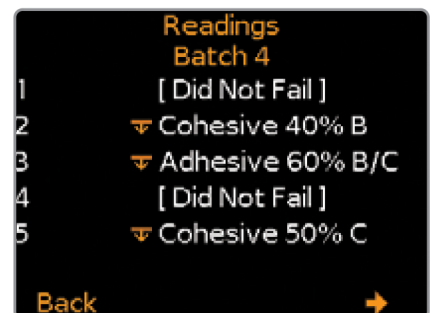 Readings
Batch 4
1 [ Did Not Fail ]
2 Cohesive 40% B
3 Adhesive 60% B/C
4 [ Did Not Fail ]
5 Cohesive 50% C
Back